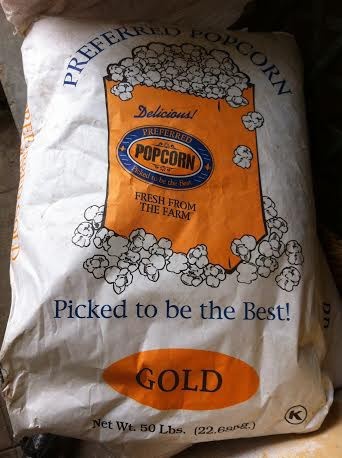 PREFERRED POPCORN
Delicious!
PREFERRED
POPCORN
Picked to be the Best
FRESH FROM
THE FARM
Picked to be the Best!
GOLD
Net Wt. 50 Lbs. (22.68kg.)
K